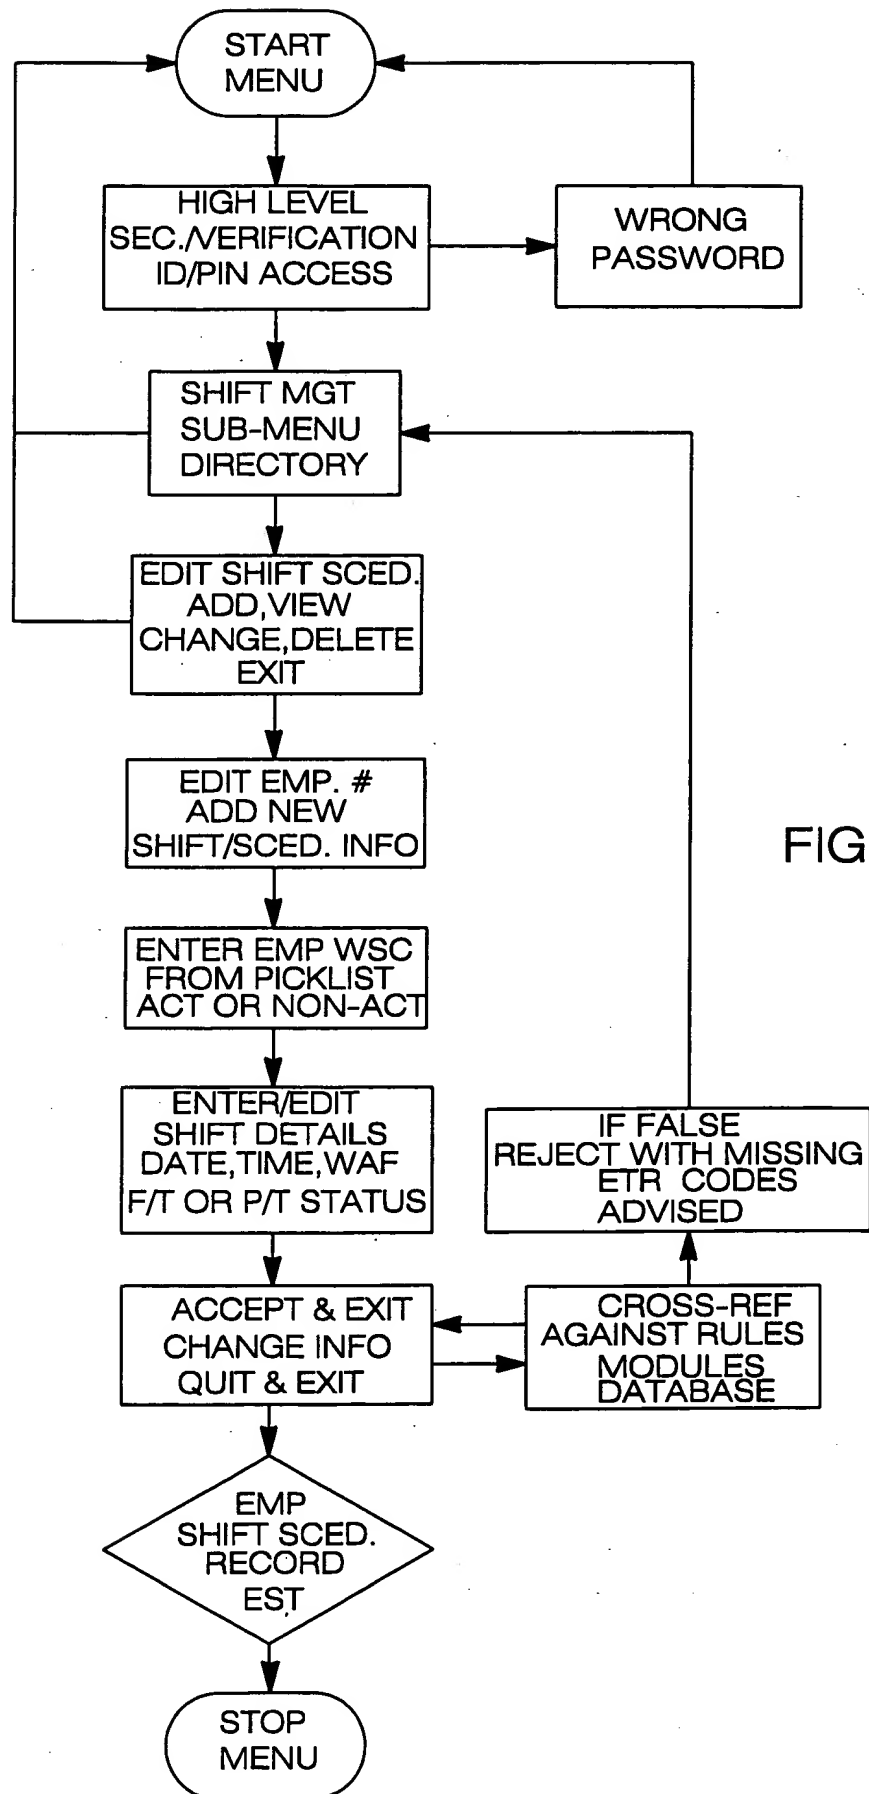 START
MENU
HIGH LEVEL
SEC./VERIFICATION
ID/PIN ACCESS
WRONG
PASSWORD
SHIFT MGT
SUB-MENU
DIRECTORY
EDIT SHIFT SCED.
ADD,VIEW
CHANGE,DELETE
EXIT
EDIT EMP. #
ADD NEW
SHIFT/SCED. INFO
FIG
ENTER EMP WSC
FROM PICKLIST
ACT OR NON-ACT
ENTER/EDIT
SHIFT DETAILS
DATE,TIME,WAF
F/T OR P/T STATUS
IF FALSE
REJECT WITH MISSING
ETR CODES
ADVISED
ACCEPT & EXIT
CHANGE INFO
QUIT & EXIT
CROSS-REF
AGAINST RULES
MODULES
DATABASE
EMP
SHIFT SCED.
RECORD
EST
STOP
MENU